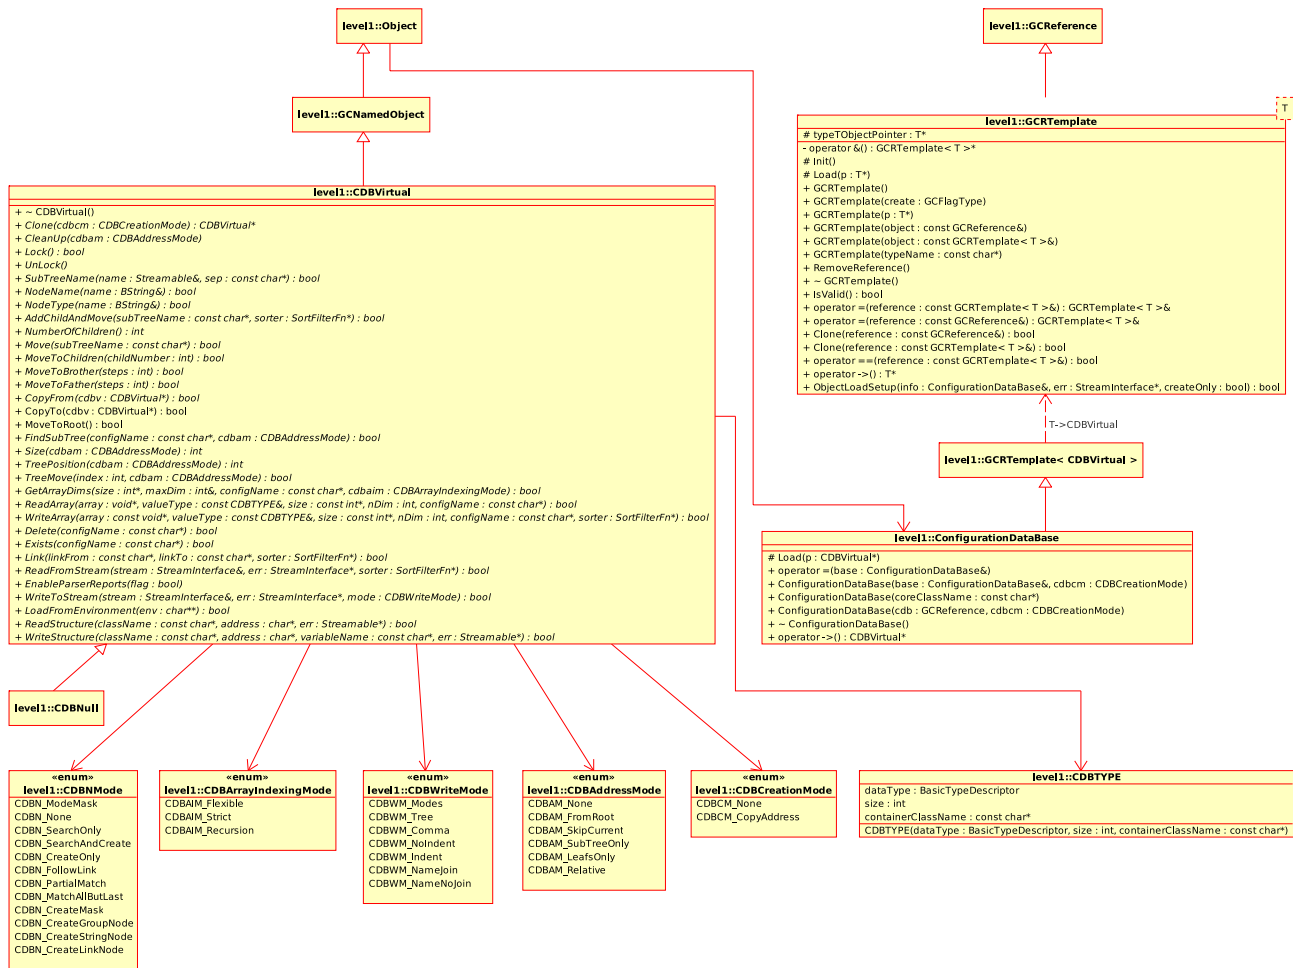 level1::Object
level1::GCReference
level1::GCNamedObject
T
level1::GCRTemplate
# typeTObjectPointer : T*
- operator &() : GCRTemplate< T >*
# Init()
# Load(p : T*)
+ GCRTemplate()
+ GCRTemplate(create : GCFlagType)
+ GCRTemplate(p : T*)
+ GCRTemplate(object : const GCReference&)
+ GCRTemplate(object : const GCRTemplate< T >&)
+ GCRTemplate(typeName : const char*)
+ RemoveReference()
+ ~ GCRTemplate()
+ IsValid() : bool
+ operator =(reference : const GCRTemplate< T >&) : GCRTemplate< T >&
+ operator =(reference : const GCReference&) : GCRTemplate< T >&
+ Clone(reference : const GCReference&) : bool
+ Clone(reference : const GCRTemplate< T >&) : bool
+ operator ==(reference : const GCRTemplate< T >&) : bool
+ operator ->() : T*
+ ObjectLoadSetup(info : ConfigurationDataBase&, err : StreamInterface*, createOnly : bool) : bool
level1::CDBVirtual
+ ~ CDBVirtual()
+ Clone(cdbcm : CDBCreationMode) : CDBVirtual*
+ CleanUp(cdbam : CDBAddressMode)
+ Lock() : bool
+ UnLock()
+ SubTreeName(name : Streamable&, sep : const char*) : bool
+ NodeName(name : BString&) : bool
+ NodeType(name : BString&) : bool
+ AddChildAndMove(subTreeName : const char*, sorter : SortFilterFn*) : bool
+ NumberOfChildren() : int
+ Move(subTreeName : const char*) : bool
+ MoveToChildren(childNumber : int) : bool
+ MoveToBrother(steps : int) : bool
+ MoveToFather(steps : int) : bool
+ CopyFrom(cdbv : CDBVirtual*) : bool
+ CopyTo(cdbv : CDBVirtual*) : bool
+ MoveToRoot() : bool
+ FindSubTree(configName : const char*, cdbam : CDBAddressMode) : bool
+ Size(cdbam : CDBAddressMode) : int
+ TreePosition(cdbam : CDBAddressMode) : int
+ TreeMove(index : int, cdbam : CDBAddressMode) : bool
+ GetArrayDims(size : int*, maxDim : int&, configName : const char*, cdbaim : CDBArrayIndexingMode) : bool
+ ReadArray(array : void*, valueType : const CDBTYPE&, size : const int*, nDim : int, configName : const char*) : bool
+ WriteArray(array : const void*, valueType : const CDBTYPE&, size : const int*, nDim : int, configName : const char*, sorter : SortFilterFn*) : bool
+ Delete(configName : const char*) : bool
+ Exists(configName : const char*) : bool
+ Link(linkFrom : const char*, linkTo : const char*, sorter : SortFilterFn*) : bool
+ ReadFromStream(stream : StreamInterface&, err : StreamInterface*, sorter : SortFilterFn*) : bool
+ EnableParserReports(flag : bool)
+ WriteToStream(stream : StreamInterface&, err : StreamInterface*, mode : CDBWriteMode) : bool
+ LoadFromEnvironment(env : char**) : bool
+ ReadStructure(className : const char*, address : char*, err : Streamable*) : bool
+ WriteStructure(className : const char*, address : char*, variableName : const char*, err : Streamable*) : bool
T->CDBVirtual
level1::GCRTemplate< CDBVirtual >
level1::ConfigurationDataBase
# Load(p : CDBVirtual*)
+ operator =(base : ConfigurationDataBase&)
+ ConfigurationDataBase(base : ConfigurationDataBase&, cdbcm : CDBCreationMode)
+ ConfigurationDataBase(coreClassName : const char*)
+ ConfigurationDataBase(cdb : GCReference, cdbcm : CDBCreationMode)
+ ~ ConfigurationDataBase()
+ operator ->() : CDBVirtual*
level1::CDBNull
«enum»
level1::CDBNMode
CDBN_ModeMask
CDBN_None
CDBN_SearchOnly
CDBN_SearchAndCreate
CDBN_CreateOnly
CDBN_FollowLink
CDBN_PartialMatch
CDBN_MatchAllButLast
CDBN_CreateMask
CDBN_CreateGroupNode
CDBN_CreateStringNode
CDBN_CreateLinkNode
«enum»
level1::CDBArrayIndexingMode
CDBAIM_Flexible
CDBAIM_Strict
CDBAIM_Recursion
«enum»
level1::CDBWriteMode
CDBWM_Modes
CDBWM_Tree
CDBWM_Comma
CDBWM_NoIndent
CDBWM_Indent
CDBWM_NameJoin
CDBWM_NameNoJoin
«enum»
level1::CDBAddressMode
CDBAM_None
CDBAM_FromRoot
CDBAM_SkipCurrent
CDBAM_SubTreeOnly
CDBAM_LeafsOnly
CDBAM_Relative
«enum»
level1::CDBCreationMode
CDBCM_None
CDBCM_CopyAddress
level1::CDBTYPE
dataType : BasicTypeDescriptor
size : int
containerClassName : const char*
CDBTYPE(dataType : BasicTypeDescriptor, size : int, containerClassName : const char*)